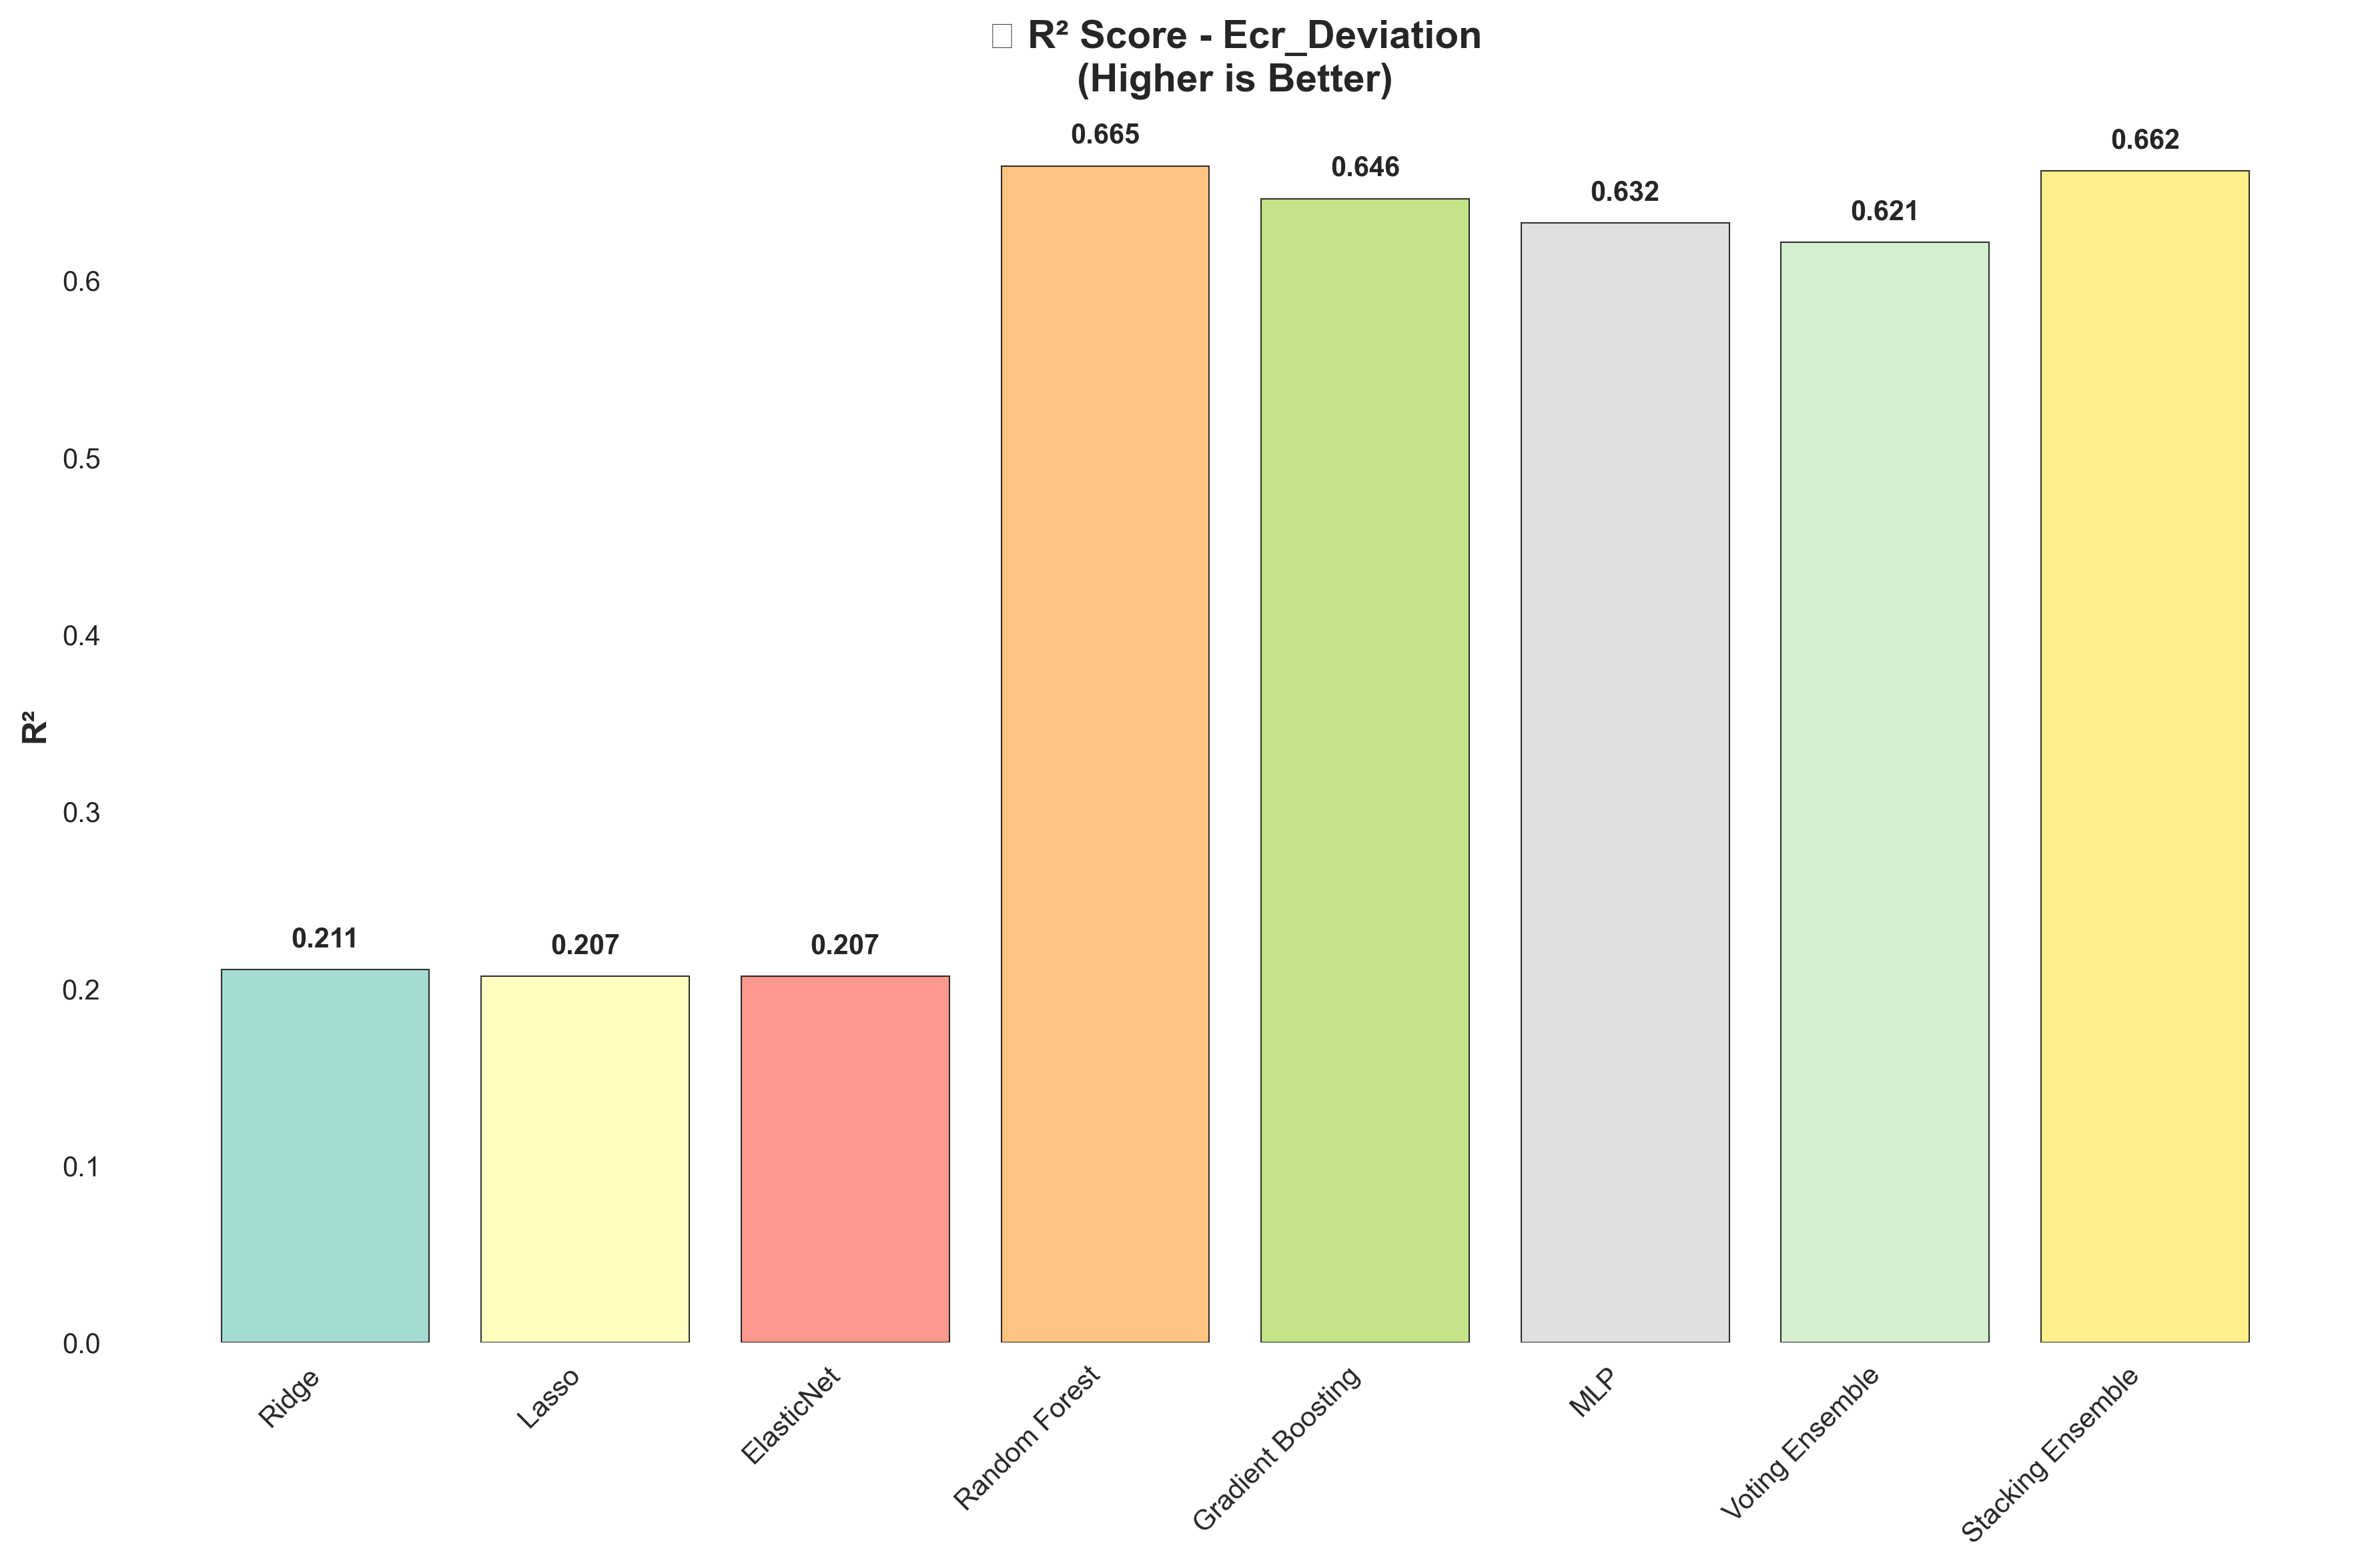 R² Score - Ecr_Deviation
(Higher is Better)
0.665
0.646
0.632
0.621
0.662
0.211
0.207
0.207
R²
0.6
0.5
0.4
0.3
0.2
0.1
0.0
Ridge
Lasso
ElasticNet
Random Forest
Gradient Boosting
MLP
Voting Ensemble
Stacking Ensemble